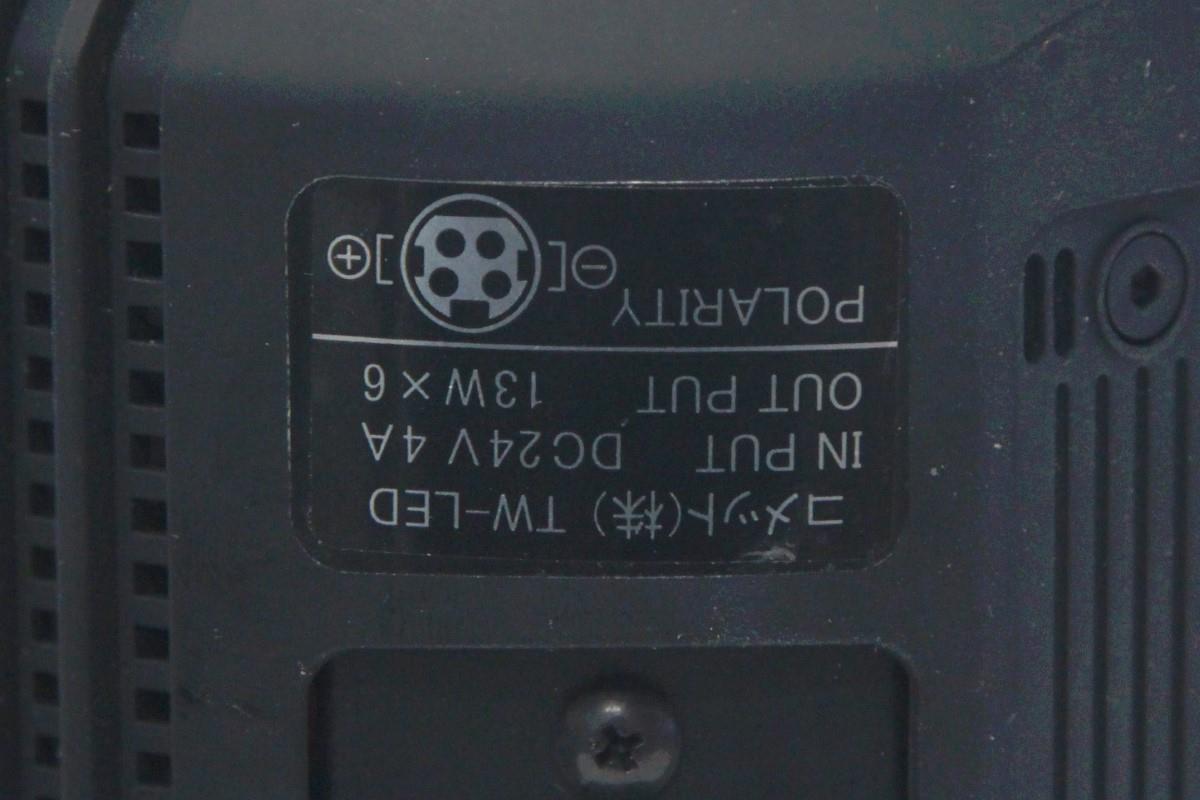 コメット(株) TW-LED
IN PUT DC24V 4A
OUT PUT 13W×6
POLARITY ⊖[ ]⊕